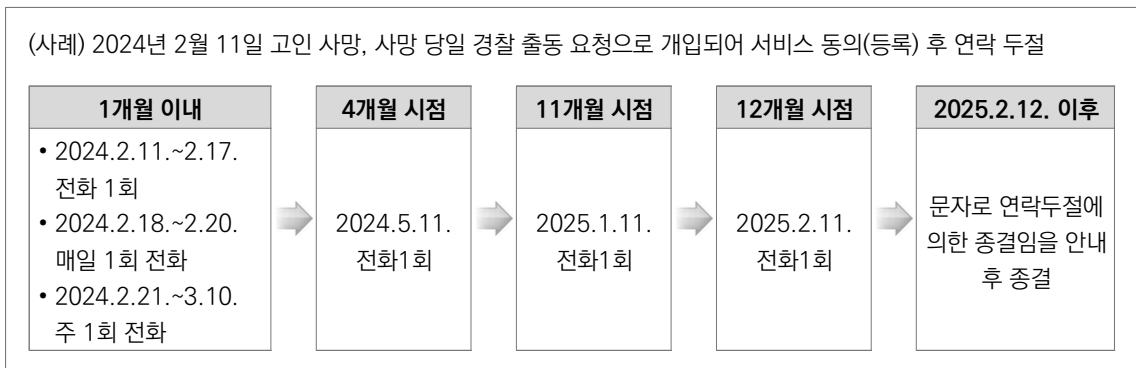 (사례) 2024년 2월 11일 고인 사망, 사망 당일 경찰 출동 요청으로 개입되어 서비스 동의(등록) 후 연락 두절
1개월 이내
• 2024.2.11.~2.17.
전화 1회
• 2024.2.18.~2.20.
매일 1회 전화
• 2024.2.21.~3.10.
주 1회 전화
4개월 시점
2024.5.11.
전화1회
11개월 시점
2025.1.11.
전화1회
12개월 시점
2025.2.11.
전화1회
2025.2.12. 이후
문자로 연락두절에
의한 종결임을 안내
후 종결